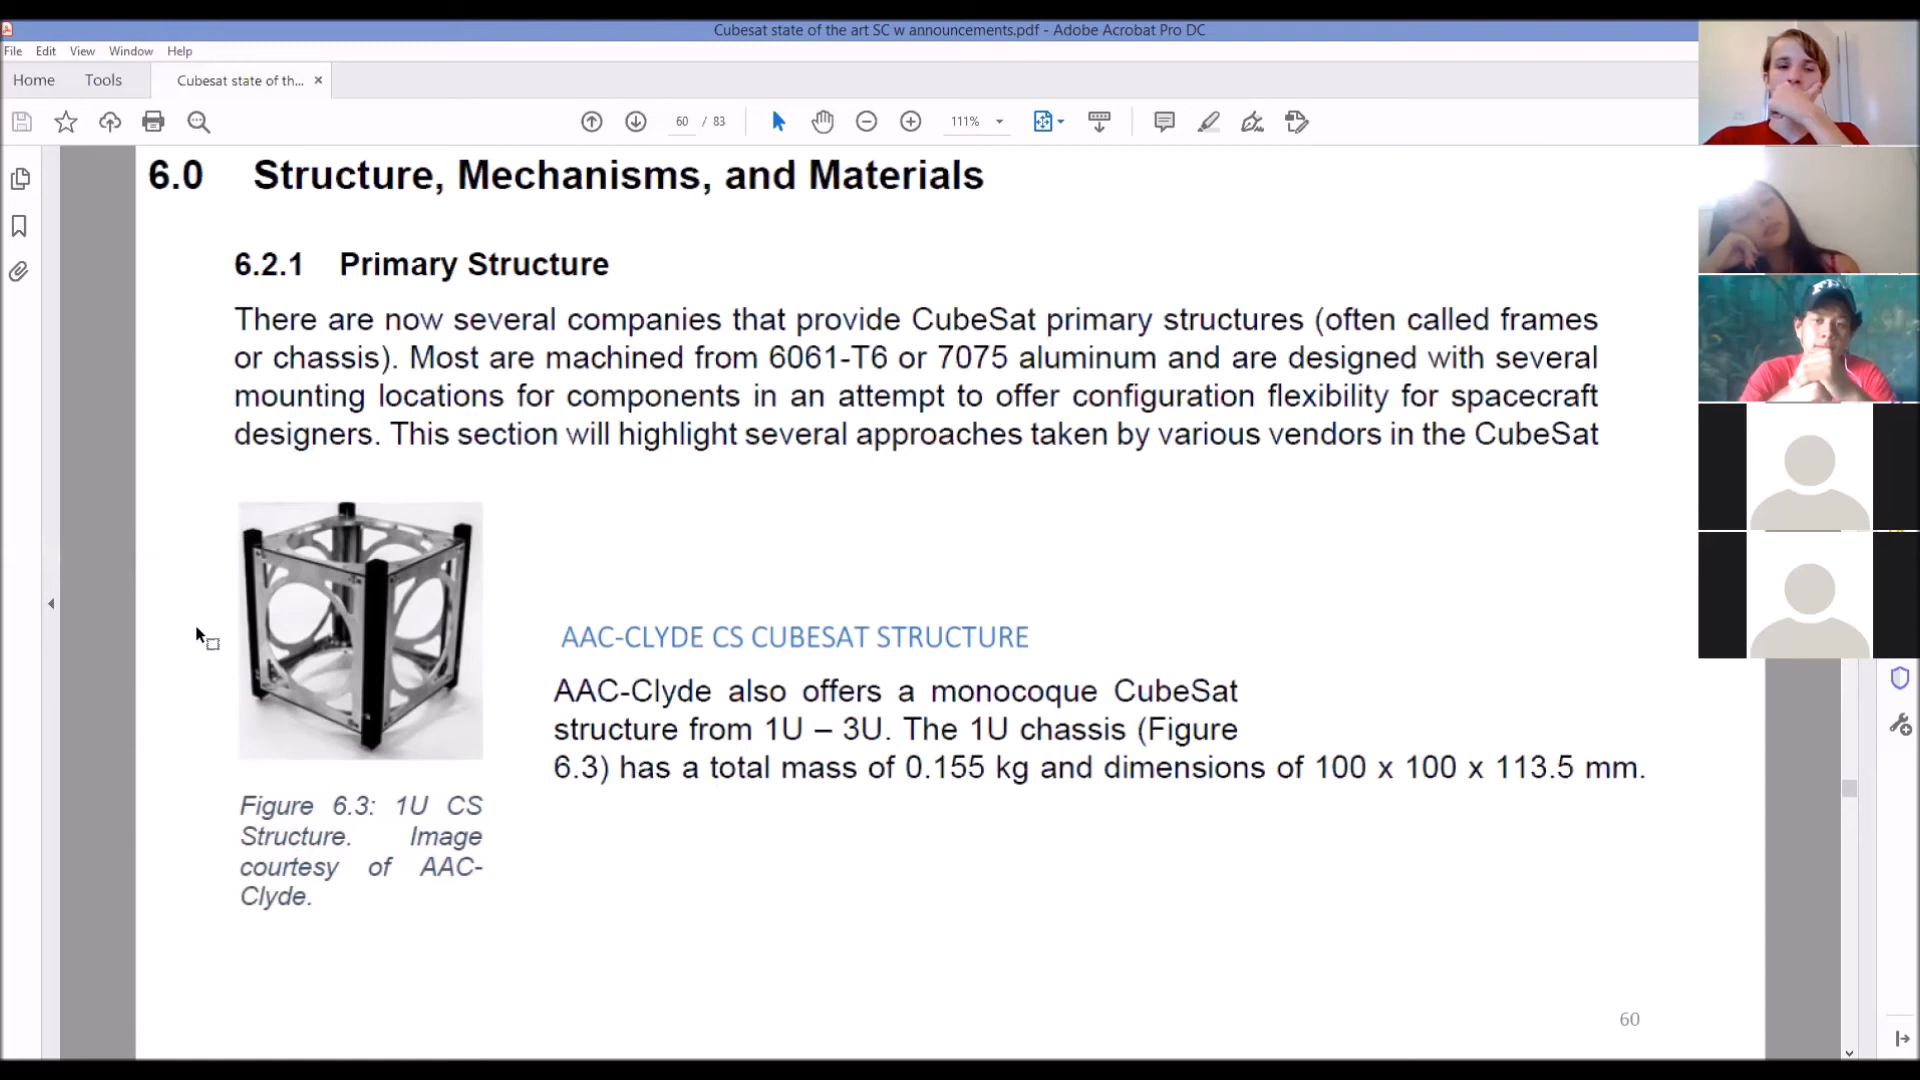 Cubesat state of the art SC w announcements.pdf - Adobe Acrobat Pro DC
File Edit View Window Help
Home Tools Cubesat state of th... ×
60 / 83 111%
6.0 Structure, Mechanisms, and Materials
6.2.1 Primary Structure
There are now several companies that provide CubeSat primary structures (often called frames
or chassis). Most are machined from 6061-T6 or 7075 aluminum and are designed with several
mounting locations for components in an attempt to offer configuration flexibility for spacecraft
designers. This section will highlight several approaches taken by various vendors in the CubeSat
AAC-CLYDE CS CUBESAT STRUCTURE
AAC-Clyde also offers a monocoque CubeSat
structure from 1U – 3U. The 1U chassis (Figure
6.3) has a total mass of 0.155 kg and dimensions of 100 x 100 x 113.5 mm.
Figure 6.3: 1U CS
Structure. Image
courtesy of AAC-
Clyde.
60